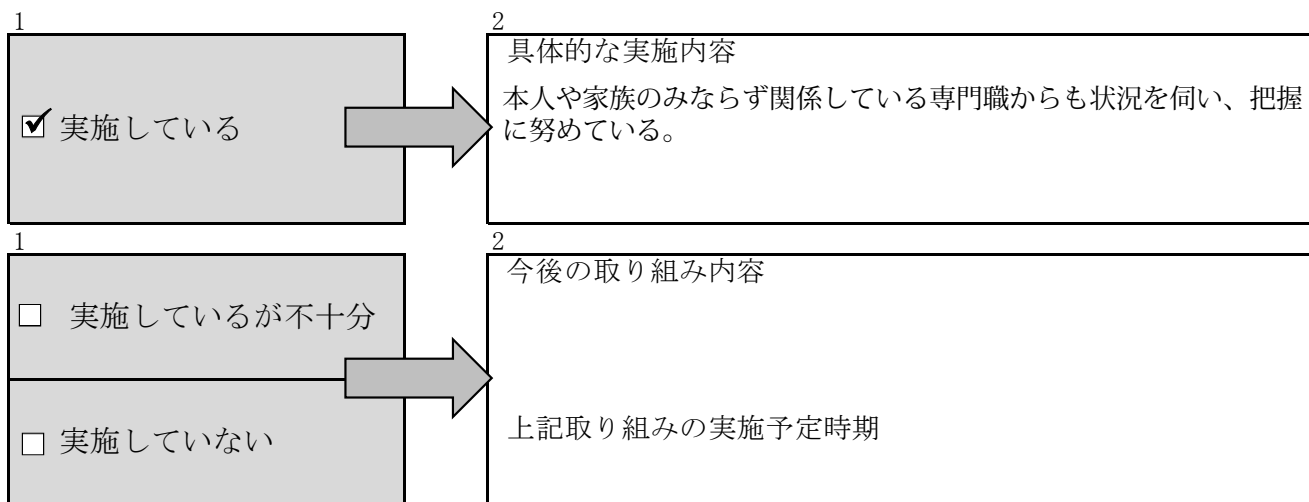 1
2
☑ 実施している
具体的な実施内容
本人や家族のみならず関係している専門職からも状況を伺い、把握
に努めている。
1
2
□ 実施しているが不十分
□ 実施していない
今後の取り組み内容
上記取り組みの実施予定時期